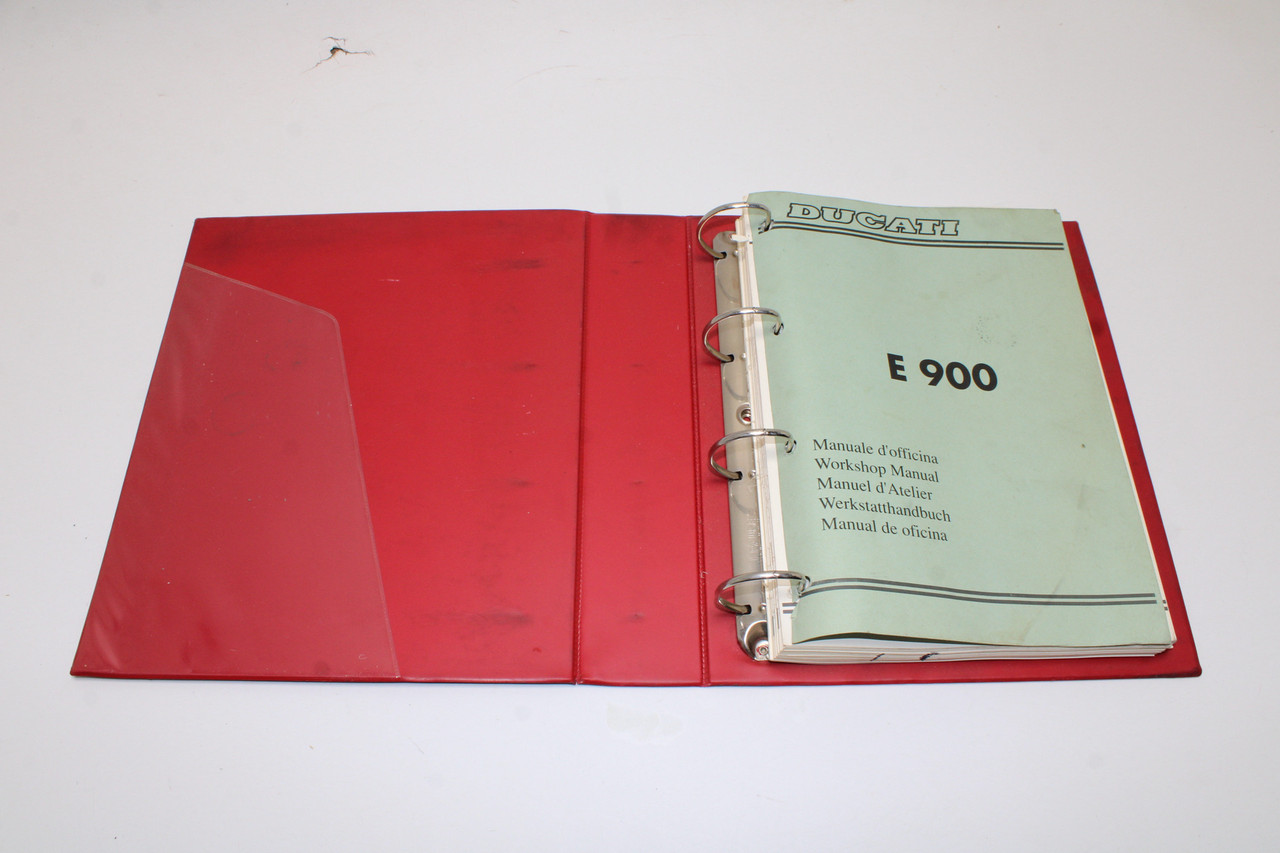 DUCATI
E 900
Manuale d'officina
Workshop Manual
Manuel d'Atelier
Werkstatthandbuch
Manual de oficina